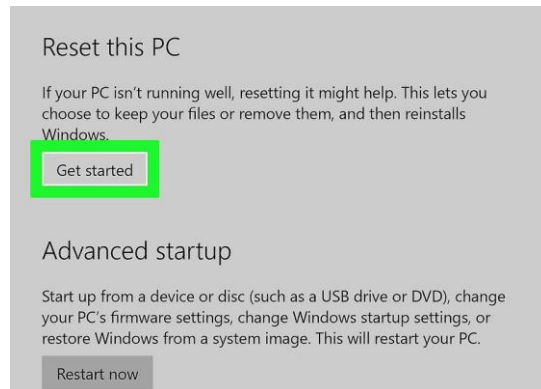 Reset this PC
If your PC isn't running well, resetting it might help. This lets you
choose to keep your files or remove them, and then reinstalls
Windows.
Get started
Advanced startup
Start up from a device or disc (such as a USB drive or DVD), change
your PC's firmware settings, change Windows startup settings, or
restore Windows from a system image. This will restart your PC.
Restart now